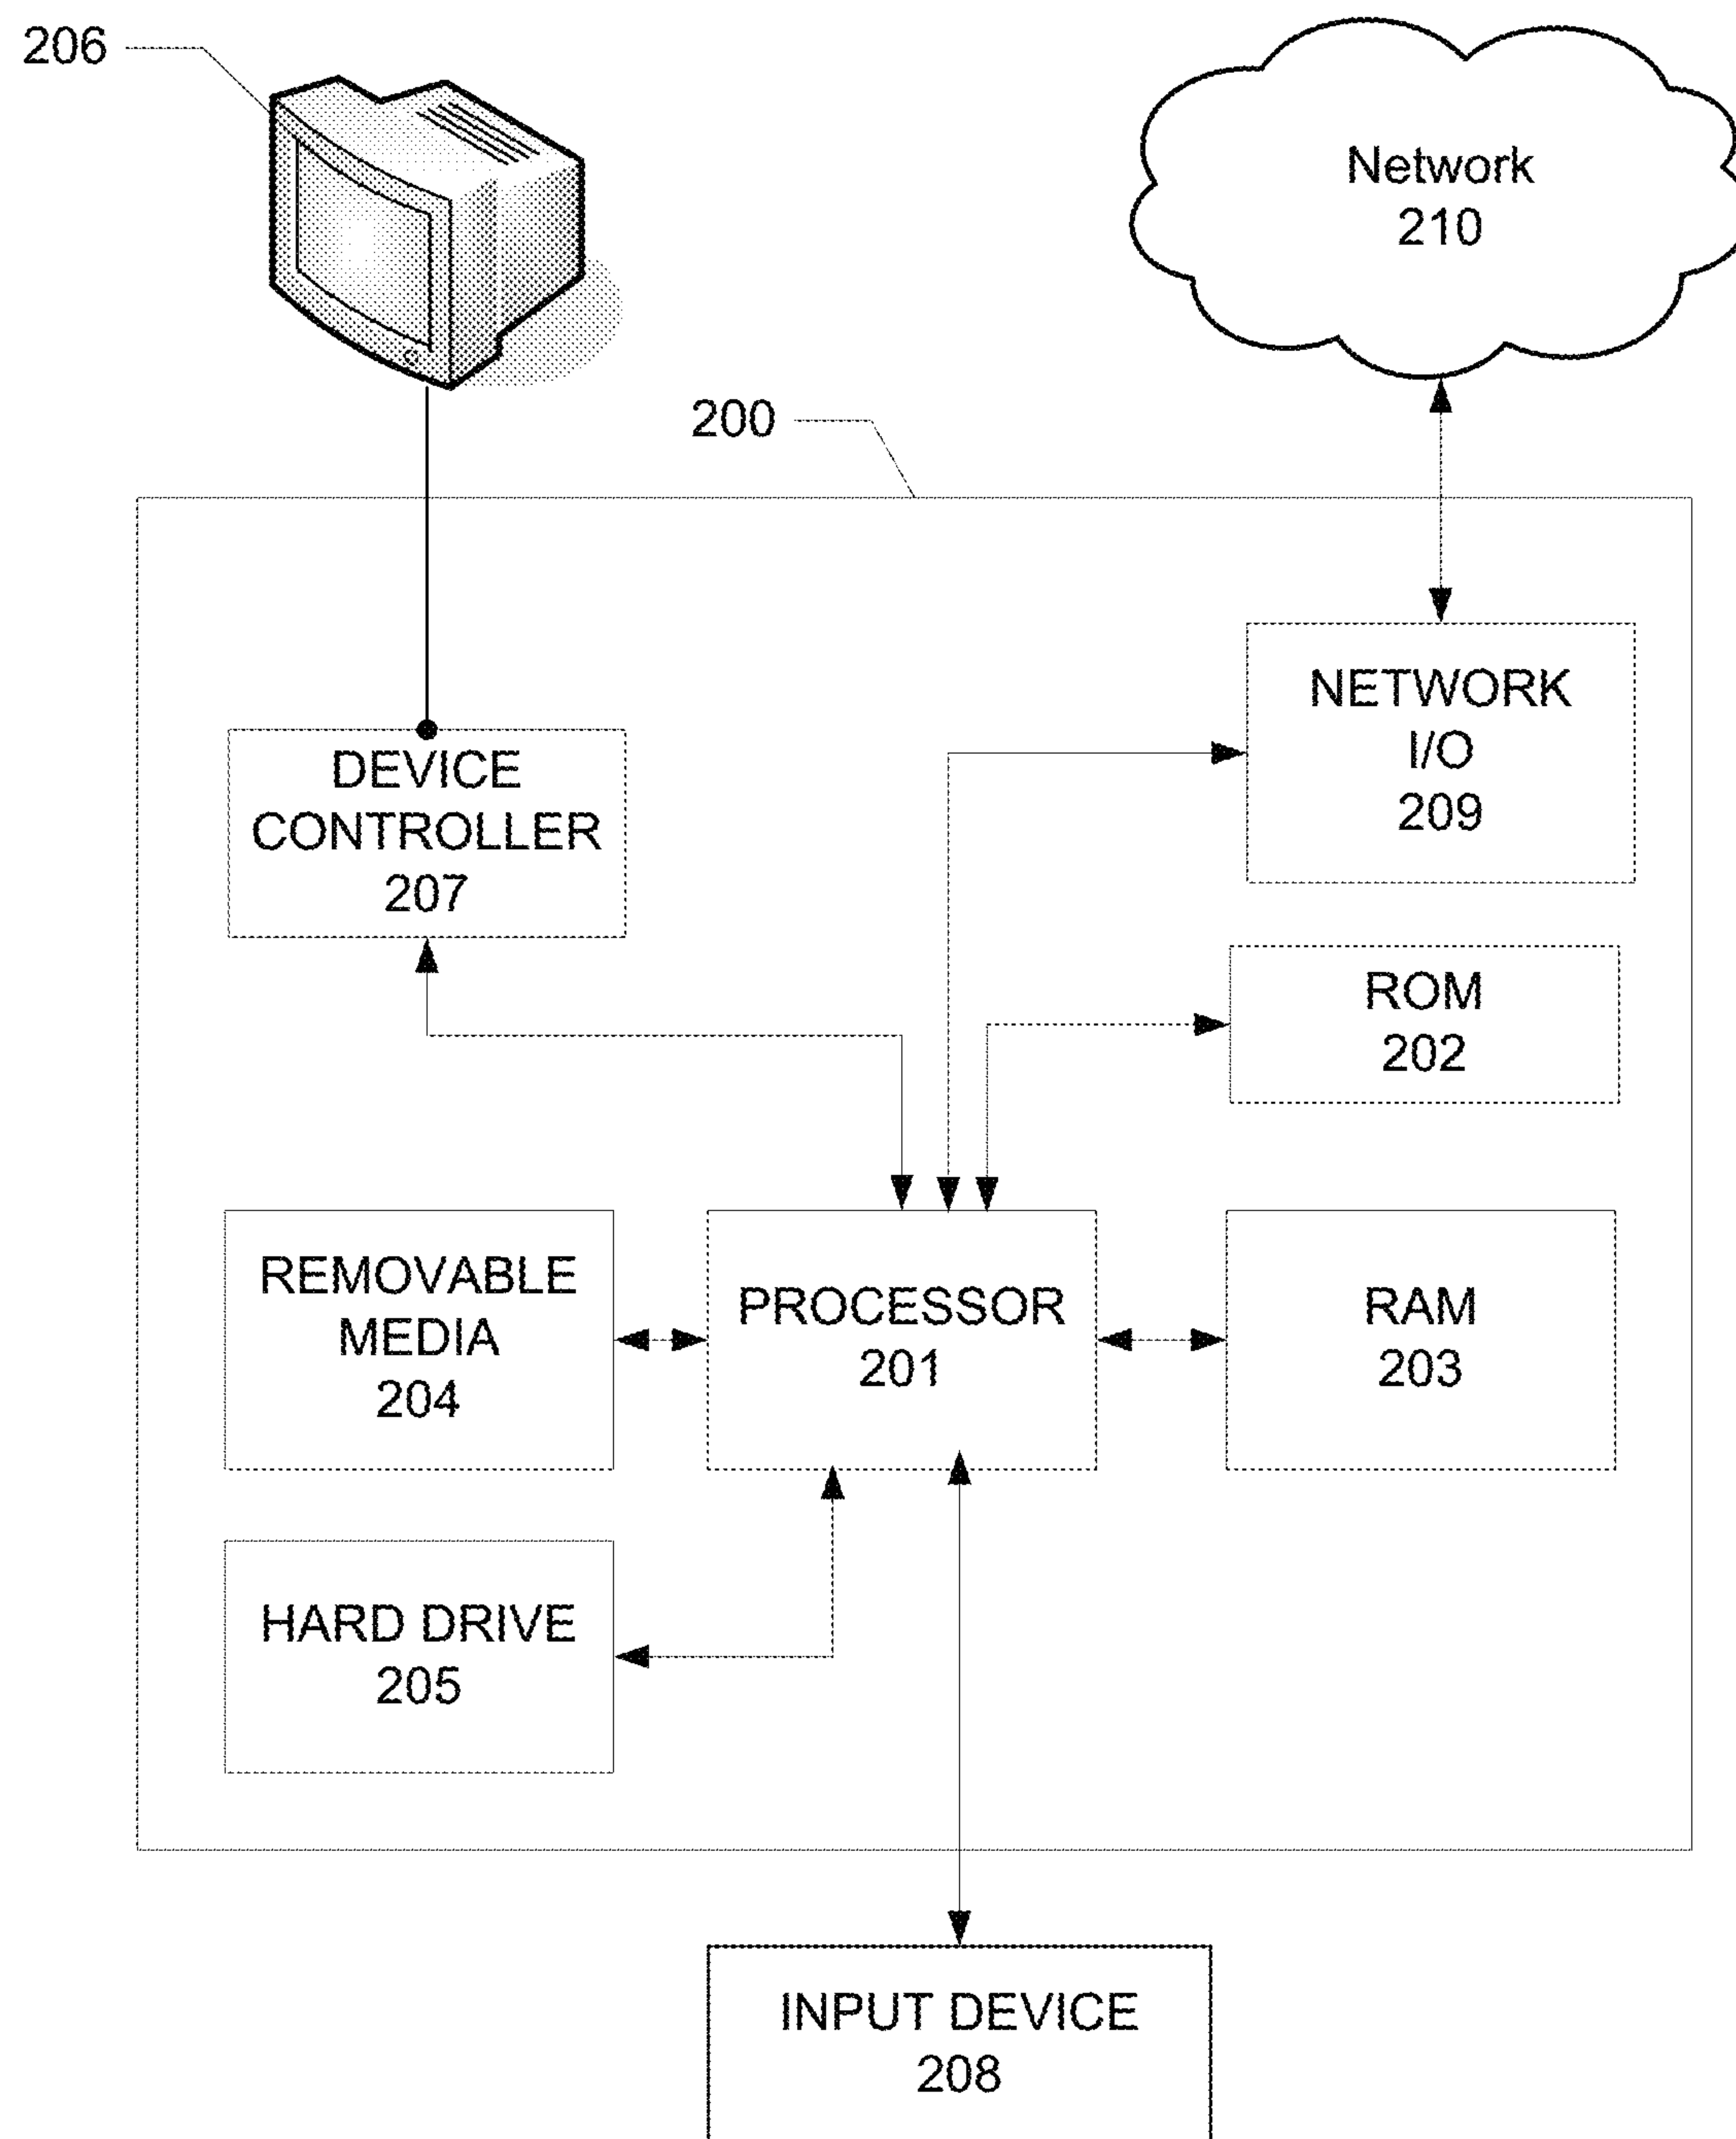 206
Network
210
200
NETWORK
I/O
209
DEVICE
CONTROLLER
207
ROM
202
REMOVABLE
MEDIA
204
PROCESSOR
201
RAM
203
HARD DRIVE
205
INPUT DEVICE
208